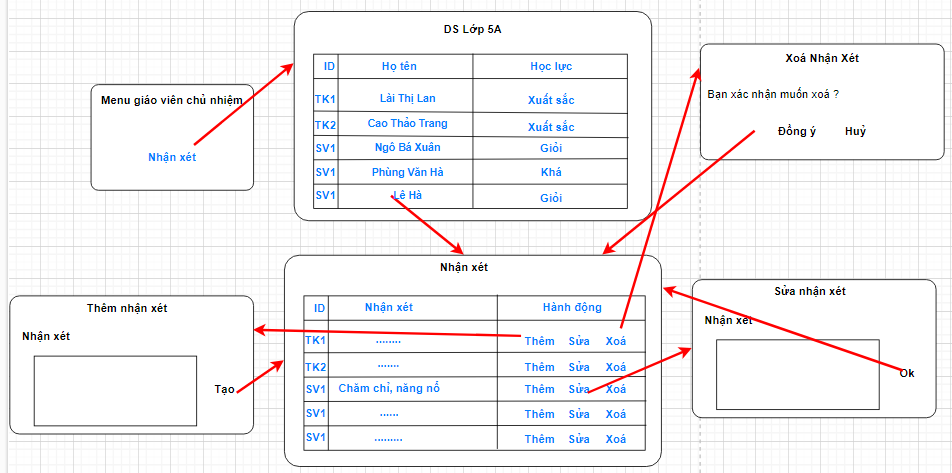 Menu giáo viên chủ nhiệm
Nhận xét
DS Lớp 5A
ID Họ tên Học lực
TK1 Lài Thị Lan Xuất sắc
TK2 Cao Thảo Trang Xuất sắc
SV1 Ngô Bá Xuân Giỏi
SV1 Phùng Văn Hà Khá
SV1 Lê Hà Giỏi
Xoá Nhận Xét
Bạn xác nhận muốn xoá ?
Đồng ý Huỷ
Thêm nhận xét
Nhận xét
Tạo
Nhận xét
ID Nhận xét Hành động
TK1 ........ Thêm Sửa Xoá
TK2 ...... Thêm Sửa Xoá
SV1 Chăm chỉ, năng nổ Thêm Sửa Xoá
SV1 ...... Thêm Sửa Xoá
SV1 ......... Thêm Sửa Xoá
Sửa nhận xét
Nhận xét
Ok